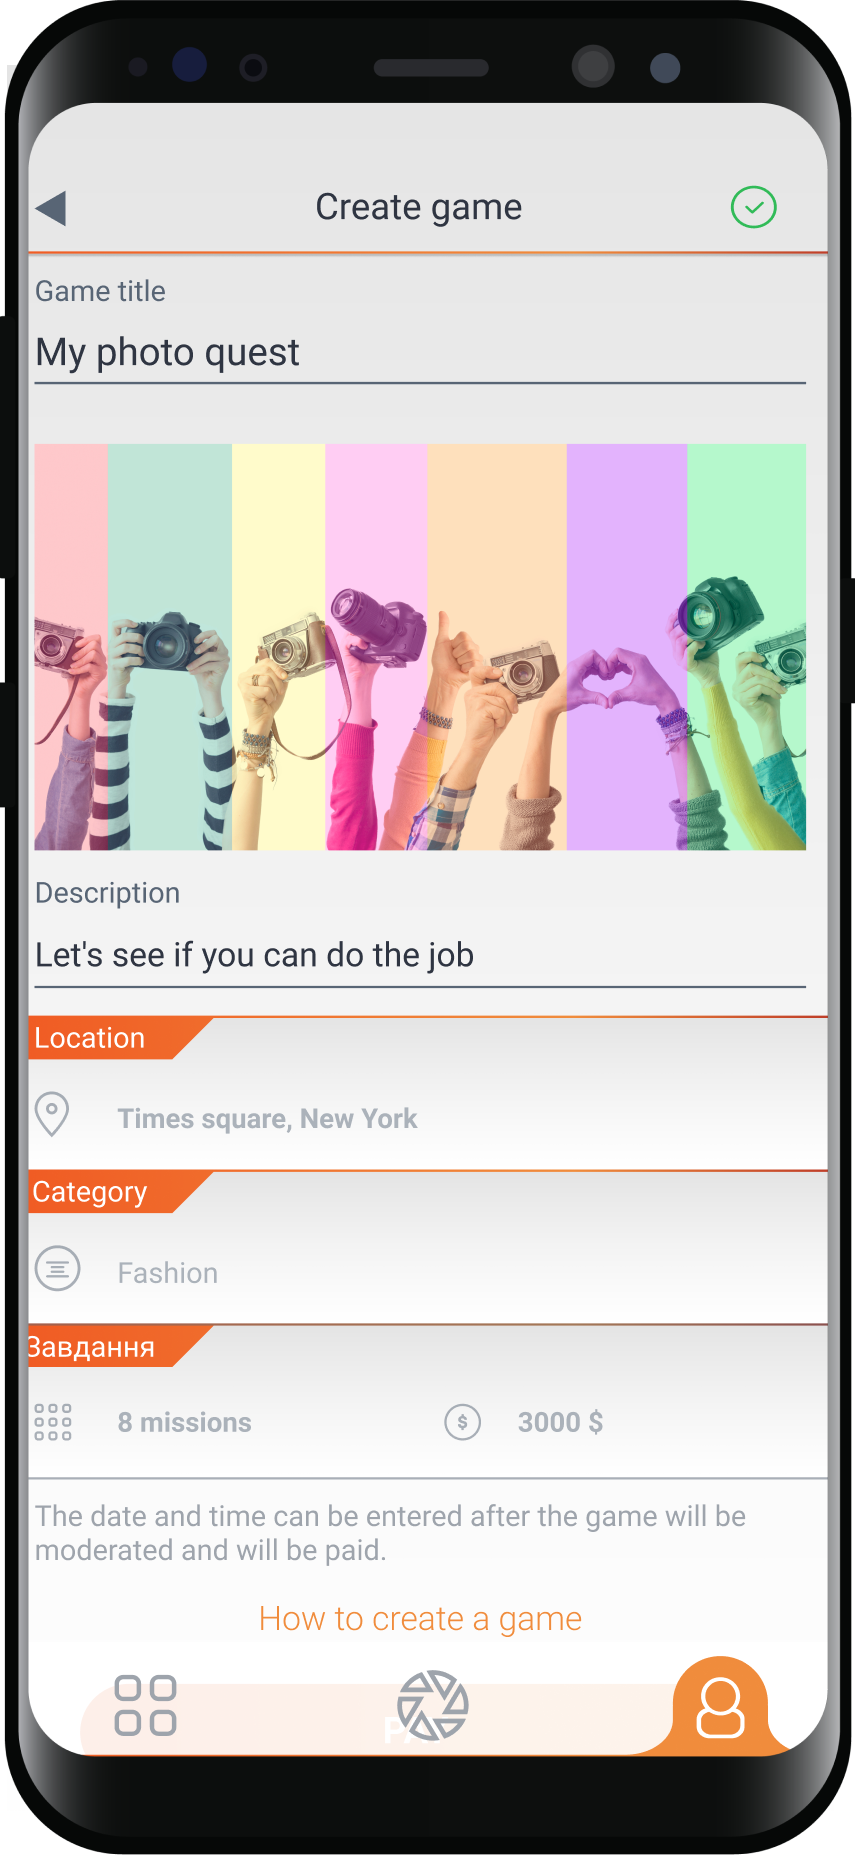 Create game
Game title
My photo quest
Description
Let's see if you can do the job
Location
Times square, New York
Category
Fashion
Завдання
8 missions
$
3000 $
The date and time can be entered after the game will be
moderated and will be paid.
How to create a game